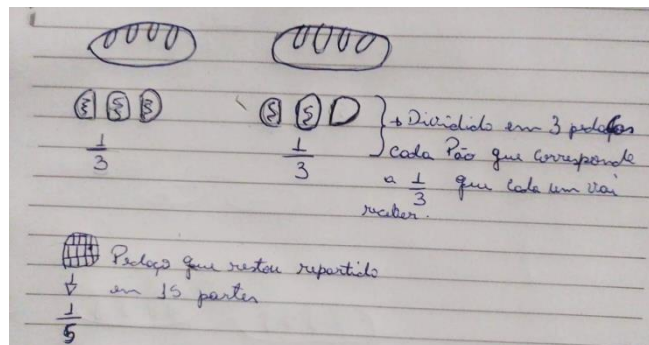 1/3
1/3
→ Dividido em 3 pedaços
cada Pão que corresponde
a 1/3 que cada um vai
receber.
Pedaço que restou repartido
em 15 partes
1/5